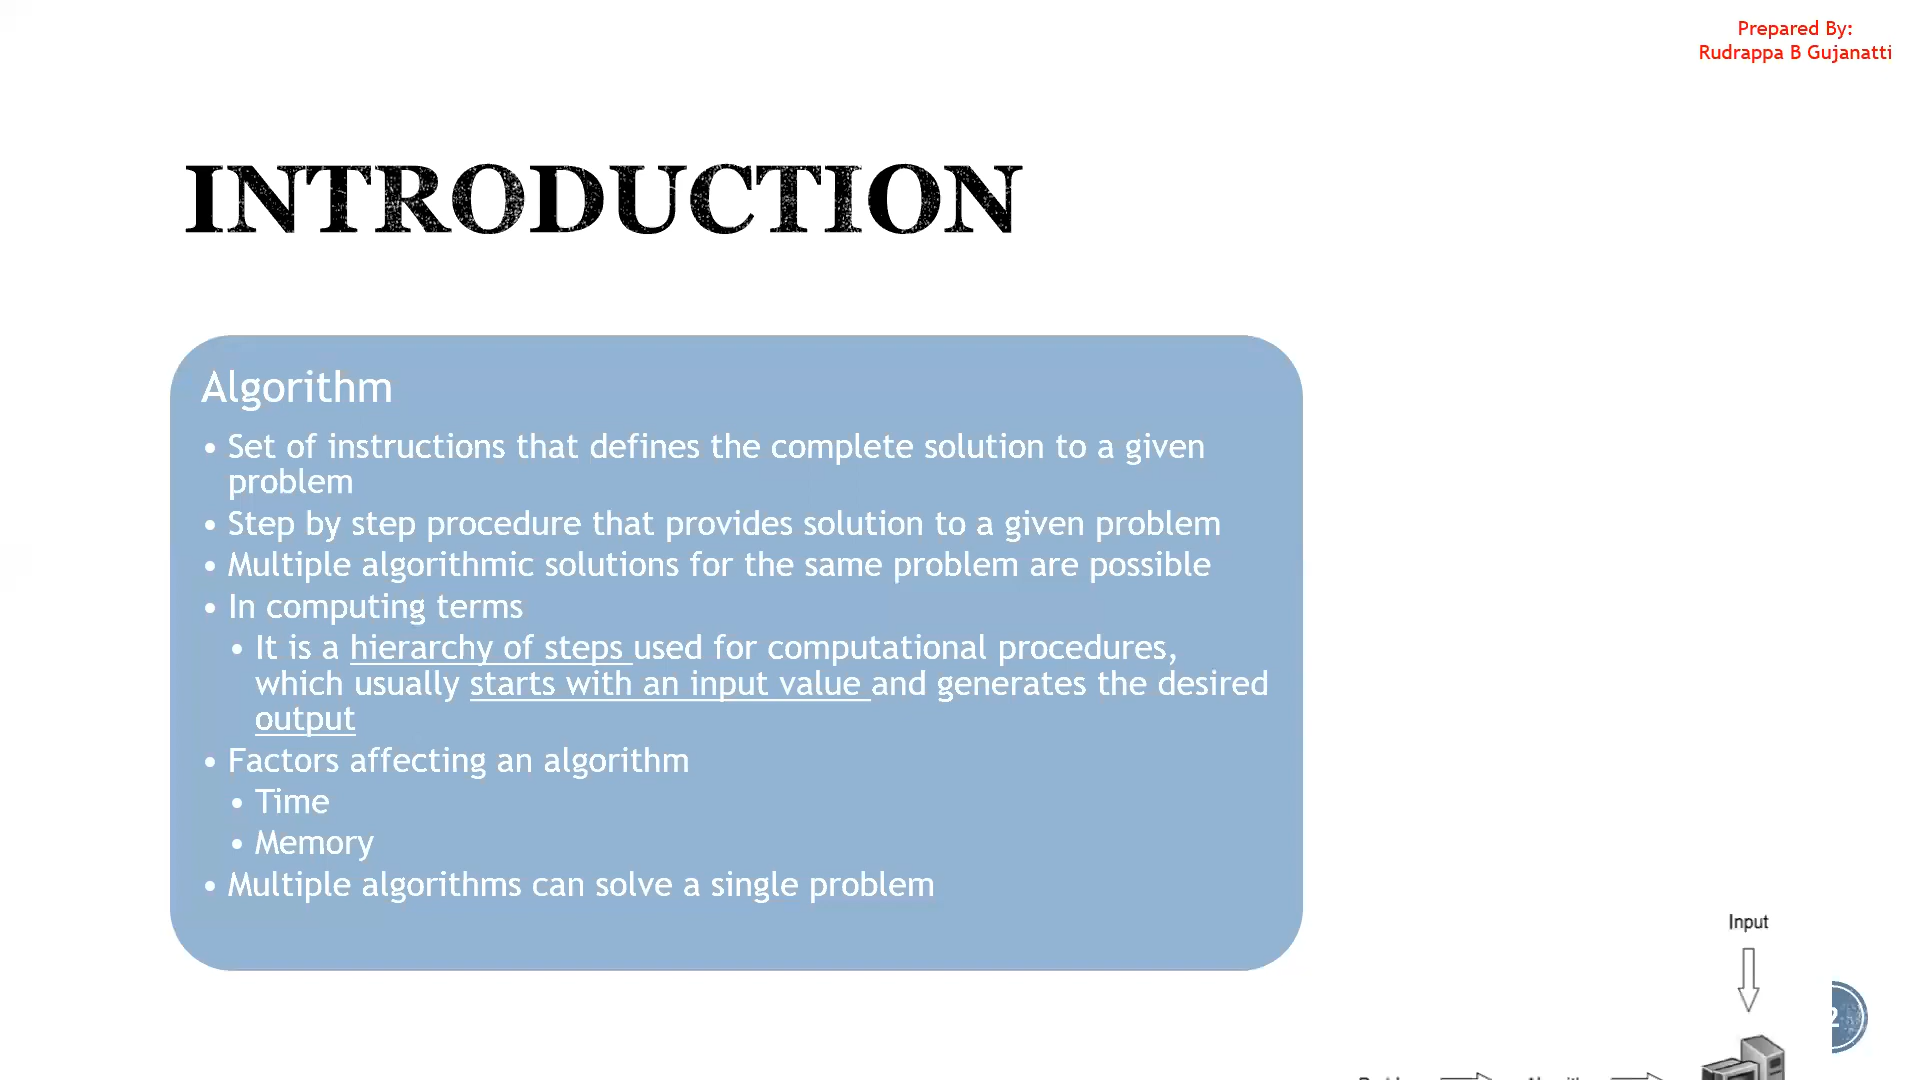 Prepared By:
Rudrappa B Gujanatti
INTRODUCTION
Algorithm
• Set of instructions that defines the complete solution to a given
problem
• Step by step procedure that provides solution to a given problem
• Multiple algorithmic solutions for the same problem are possible
• In computing terms
• It is a hierarchy of steps used for computational procedures,
which usually starts with an input value and generates the desired
output
• Factors affecting an algorithm
• Time
• Memory
• Multiple algorithms can solve a single problem
Input
2